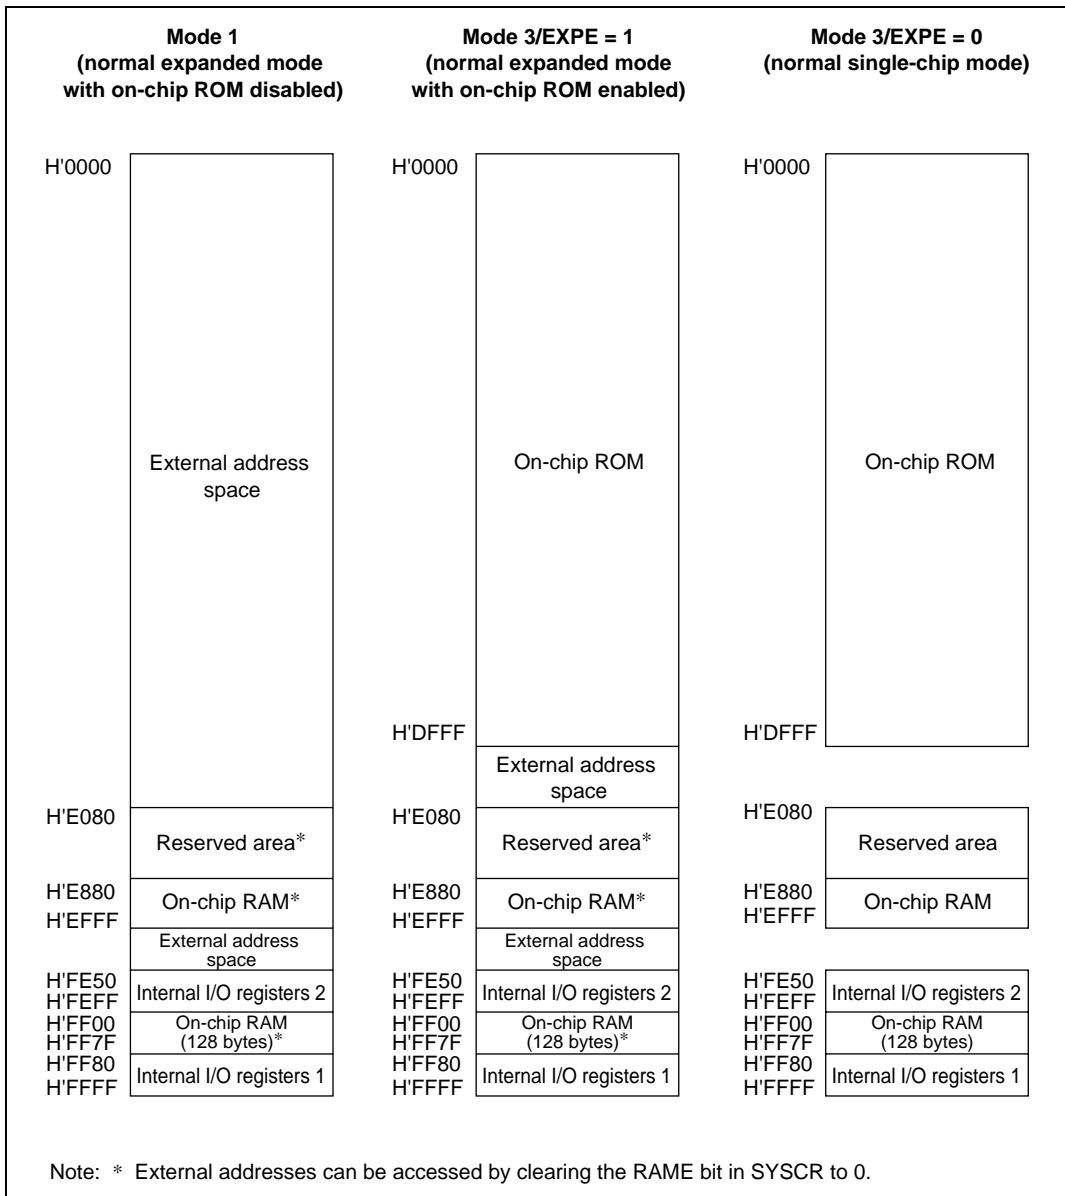 Mode 1
(normal expanded mode
with on-chip ROM disabled)
H'0000
External address
space
H'E080
Reserved area*
H'E880
On-chip RAM*
H'EFFF
External address
space
H'FE50
Internal I/O registers 2
H'FEFF
H'FF00
On-chip RAM
(128 bytes)*
H'FF7F
H'FF80
Internal I/O registers 1
H'FFFF
Mode 3/EXPE = 1
(normal expanded mode
with on-chip ROM enabled)
H'0000
On-chip ROM
H'DFFF
External address
space
H'E080
Reserved area*
H'E880
On-chip RAM*
H'EFFF
External address
space
H'FE50
Internal I/O registers 2
H'FEFF
H'FF00
On-chip RAM
(128 bytes)*
H'FF7F
H'FF80
Internal I/O registers 1
H'FFFF
Mode 3/EXPE = 0
(normal single-chip mode)
H'0000
On-chip ROM
H'DFFF
H'E080
Reserved area
H'E880
On-chip RAM
H'EFFF
H'FE50
Internal I/O registers 2
H'FEFF
H'FF00
On-chip RAM
(128 bytes)
H'FF7F
H'FF80
Internal I/O registers 1
H'FFFF
Note: * External addresses can be accessed by clearing the RAME bit in SYSCR to 0.